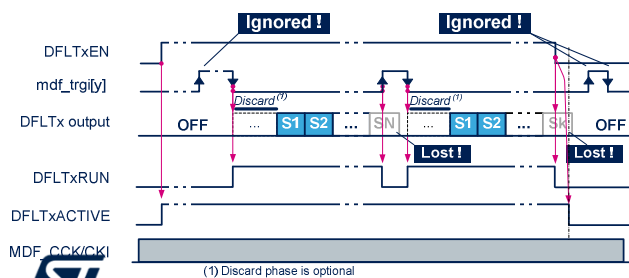 Ignored !
Ignored !
DFLTxEN
mdf_trgi[y]
Discard(1)
Discard(1)
DFLTx output
OFF
...
S1
S2
...
SN
...
S1
S2
...
Sk
OFF
Lost !
Lost !
DFLTxRUN
DFLTxACTIVE
MDF_CCK/CKI
(1) Discard phase is optional